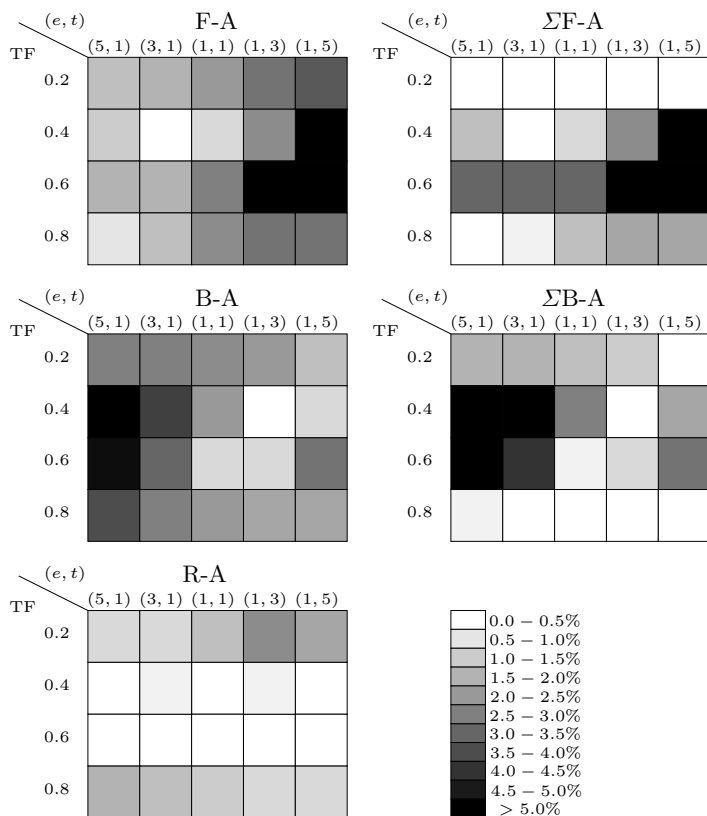 (e, t) F-A (e, t) ΣF-A
TF (5, 1) (3, 1) (1, 1) (1, 3) (1, 5) TF (5, 1) (3, 1) (1, 1) (1, 3) (1, 5)
0.2 0.2
0.4 0.4
0.6 0.6
0.8 0.8
(e, t) B-A (e, t) ΣB-A
TF (5, 1) (3, 1) (1, 1) (1, 3) (1, 5) TF (5, 1) (3, 1) (1, 1) (1, 3) (1, 5)
0.2 0.2
0.4 0.4
0.6 0.6
0.8 0.8
(e, t) R-A
TF (5, 1) (3, 1) (1, 1) (1, 3) (1, 5)
0.2
0.4
0.6
0.8
0.0 − 0.5%
0.5 − 1.0%
1.0 − 1.5%
1.5 − 2.0%
2.0 − 2.5%
2.5 − 3.0%
3.0 − 3.5%
3.5 − 4.0%
4.0 − 4.5%
4.5 − 5.0%
> 5.0%